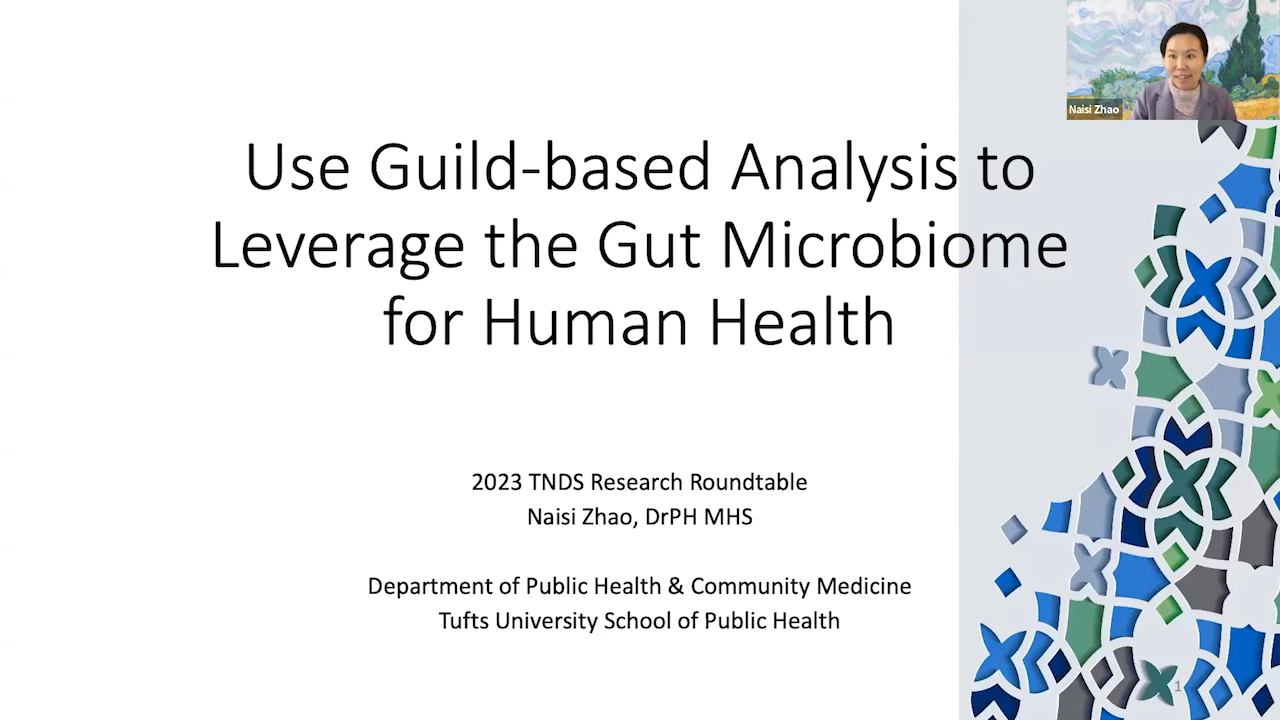 Naisi Zhao
Use Guild-based Analysis to
Leverage the Gut Microbiome
for Human Health
2023 TNDS Research Roundtable
Naisi Zhao, DrPH MHS
Department of Public Health & Community Medicine
Tufts University School of Public Health
1